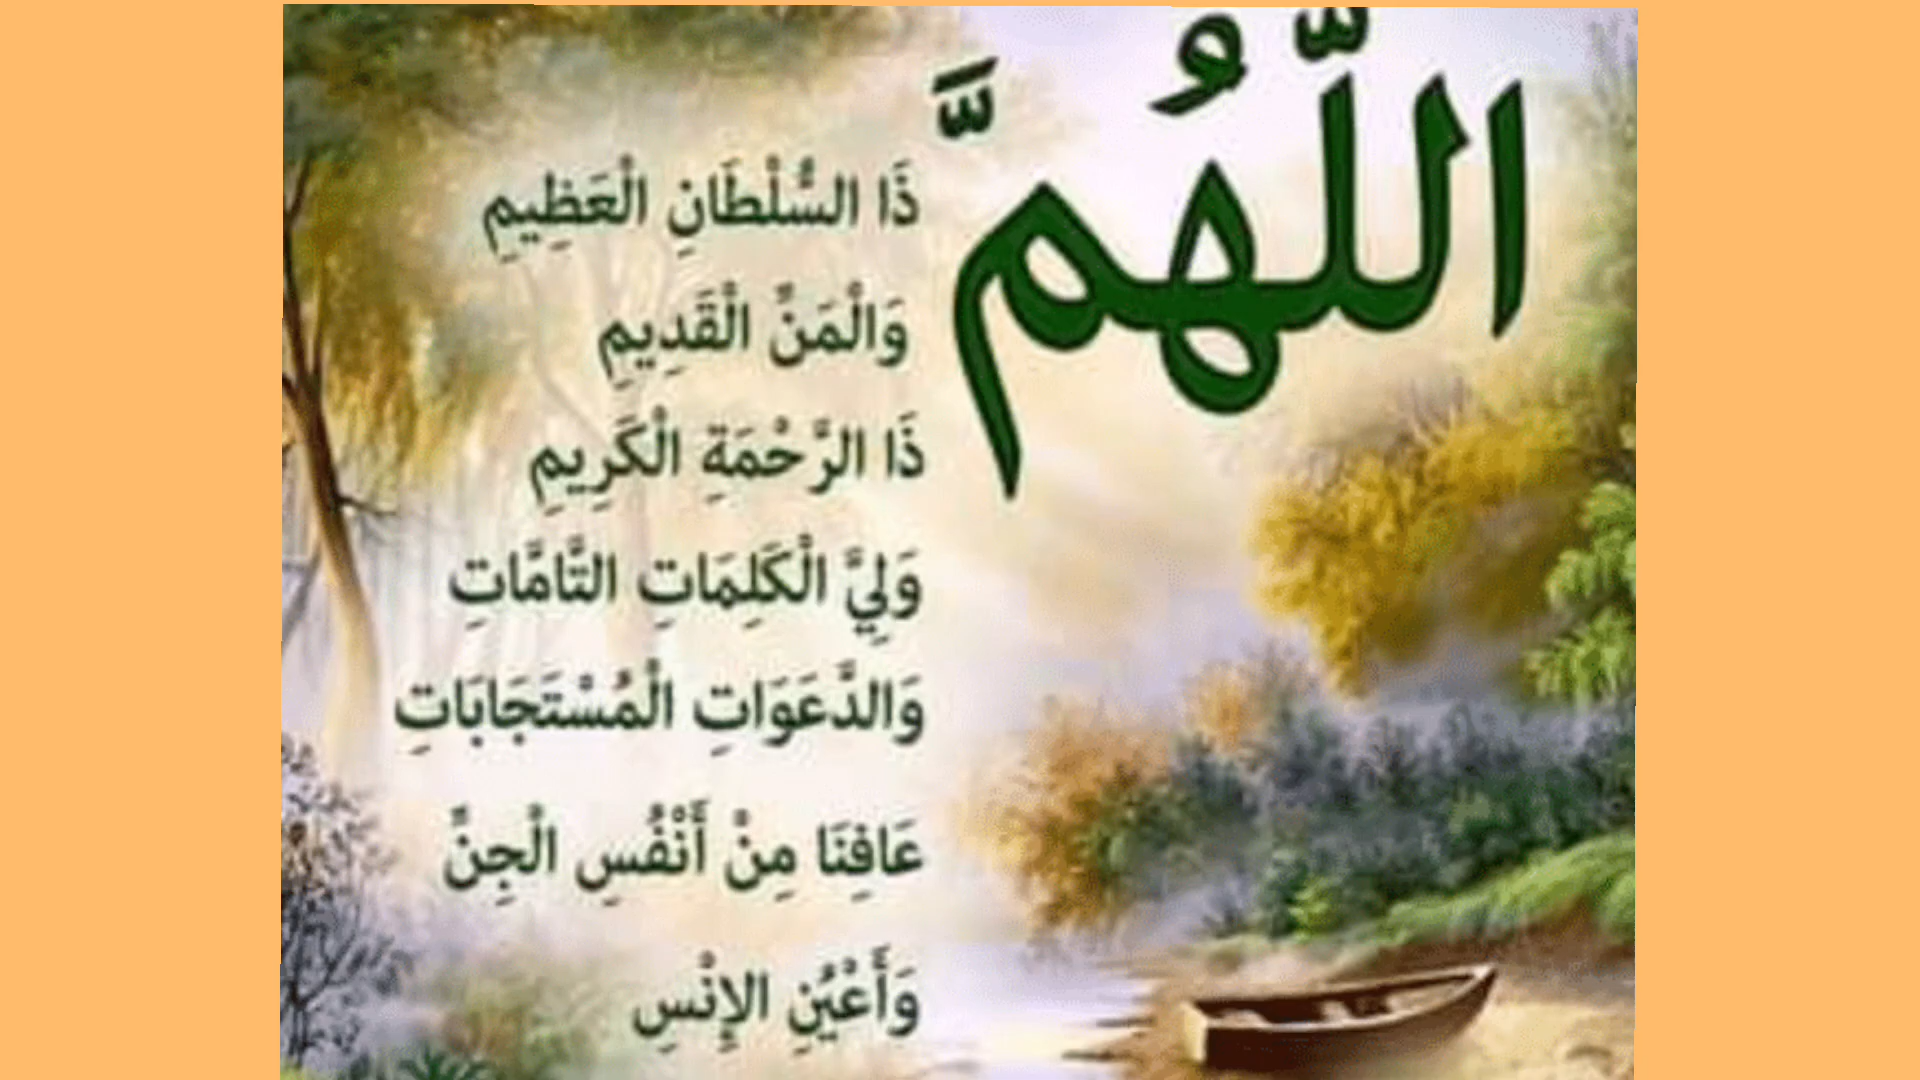 اللّهُمَّ
ذَا السُّلْطَانِ الْعَظِيمِ
وَالْمَنِّ الْقَدِيمِ
ذَا الرَّحْمَةِ الْكَرِيمِ
وَلِيَّ الْكَلِمَاتِ التَّامَّاتِ
وَالدَّعَوَاتِ الْمُسْتَجَابَاتِ
عَافِنَا مِنْ أَنْفُسِ الْجِنِّ
وَأَعْيُنِ الإِنْسِ